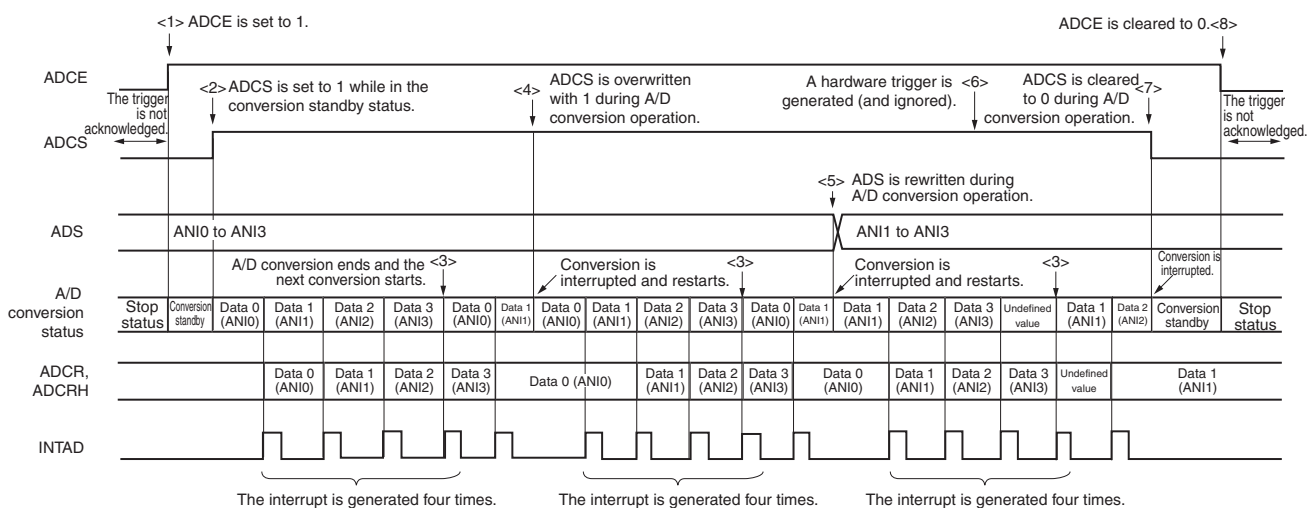 <1> ADCE is set to 1.
ADCE is cleared to 0.<8>
ADCE
The trigger
is not
acknowledged.
<2> ADCS is set to 1 while in the
conversion standby status.
<4> ADCS is overwritten
with 1 during A/D
conversion operation.
A hardware trigger is
generated (and ignored).
<6>
ADCS is cleared
to 0 during A/D
conversion operation.
<7>
The trigger
is not
acknowledged.
ADCS
<5> ADS is rewritten during
A/D conversion operation.
ADS
ANI0 to ANI3
ANI1 to ANI3
A/D conversion ends and the
next conversion starts.
<3>
Conversion is
interrupted and restarts.
<3>
Conversion is
interrupted and restarts.
<3>
Conversion is
interrupted.
A/D
conversion
status
Stop
status
Conversion
standby
Data 0
(ANI0)
Data 1
(ANI1)
Data 2
(ANI2)
Data 3
(ANI3)
Data 0
(ANI0)
Data 1
(ANI1)
Data 0
(ANI0)
Data 1
(ANI1)
Data 2
(ANI2)
Data 3
(ANI3)
Data 0
(ANI0)
Data 1
(ANI1)
Data 1
(ANI1)
Data 2
(ANI2)
Data 3
(ANI3)
Undefined
value
Data 1
(ANI1)
Data 2
(ANI2)
Conversion
standby
Stop
status
ADCR,
ADCRH
Data 0
(ANI0)
Data 1
(ANI1)
Data 2
(ANI2)
Data 3
(ANI3)
Data 0 (ANI0)
Data 1
(ANI1)
Data 2
(ANI2)
Data 3
(ANI3)
Data 0
(ANI0)
Data 1
(ANI1)
Data 2
(ANI2)
Data 3
(ANI3)
Undefined
value
Data 1
(ANI1)
INTAD
The interrupt is generated four times.
The interrupt is generated four times.
The interrupt is generated four times.